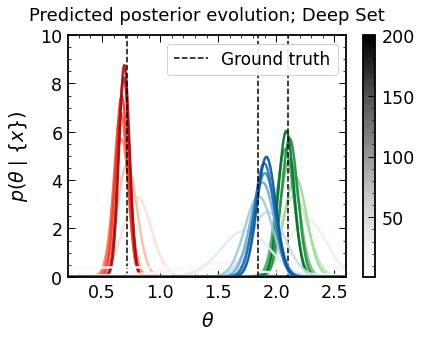 Predicted posterior evolution; Deep Set
Ground truth
p(θ | {x})
10
8
6
4
2
0
0.5 1.0 1.5 2.0 2.5
θ
200
150
100
50